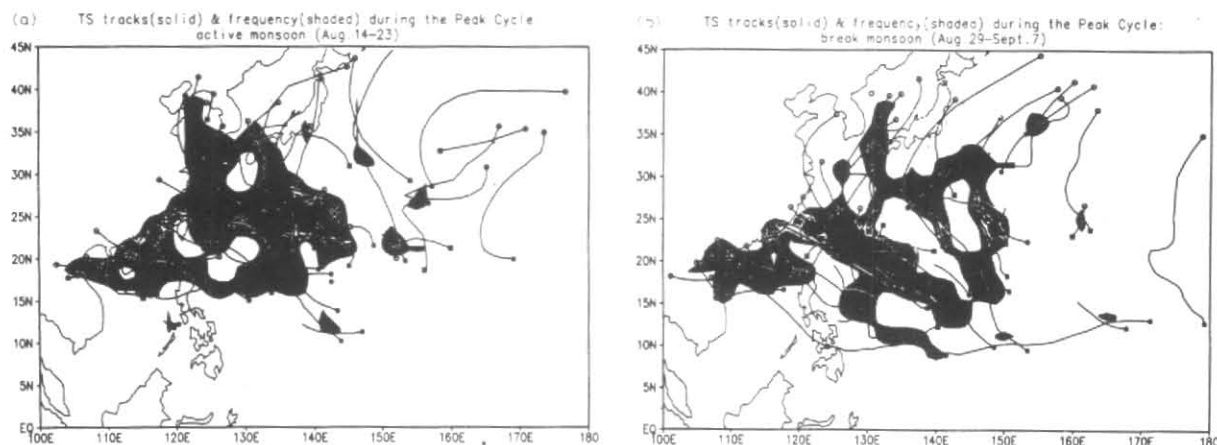 (a) TS tracks(solid) & frequency(shaded) during the Peak Cycle
active monsoon (Aug.14–23)
45N
40N
35N
30N
25N
20N
15N
10N
5N
EQ
100E 110E 120E 130E 140E 150E 160E 170E 180
(b) TS tracks(solid) & frequency(shaded) during the Peak Cycle:
break monsoon (Aug 29–Sept.7)
45N
40N
35N
30N
25N
20N
15N
10N
5N
EQ
100E 110E 120E 130E 140E 150E 160E 170E 180